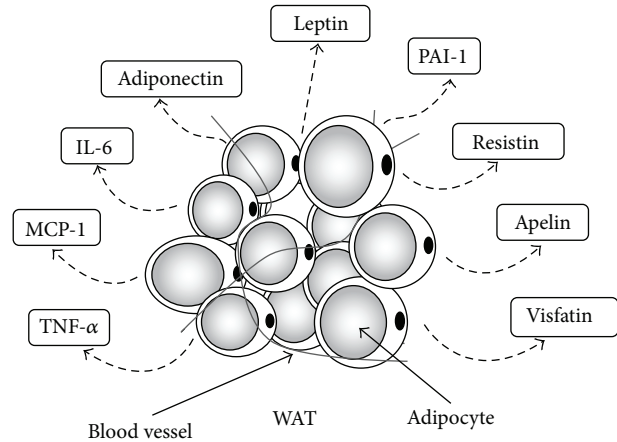 Leptin
PAI-1
Adiponectin
IL-6
Resistin
MCP-1
Apelin
TNF-α
Visfatin
Blood vessel
WAT
Adipocyte